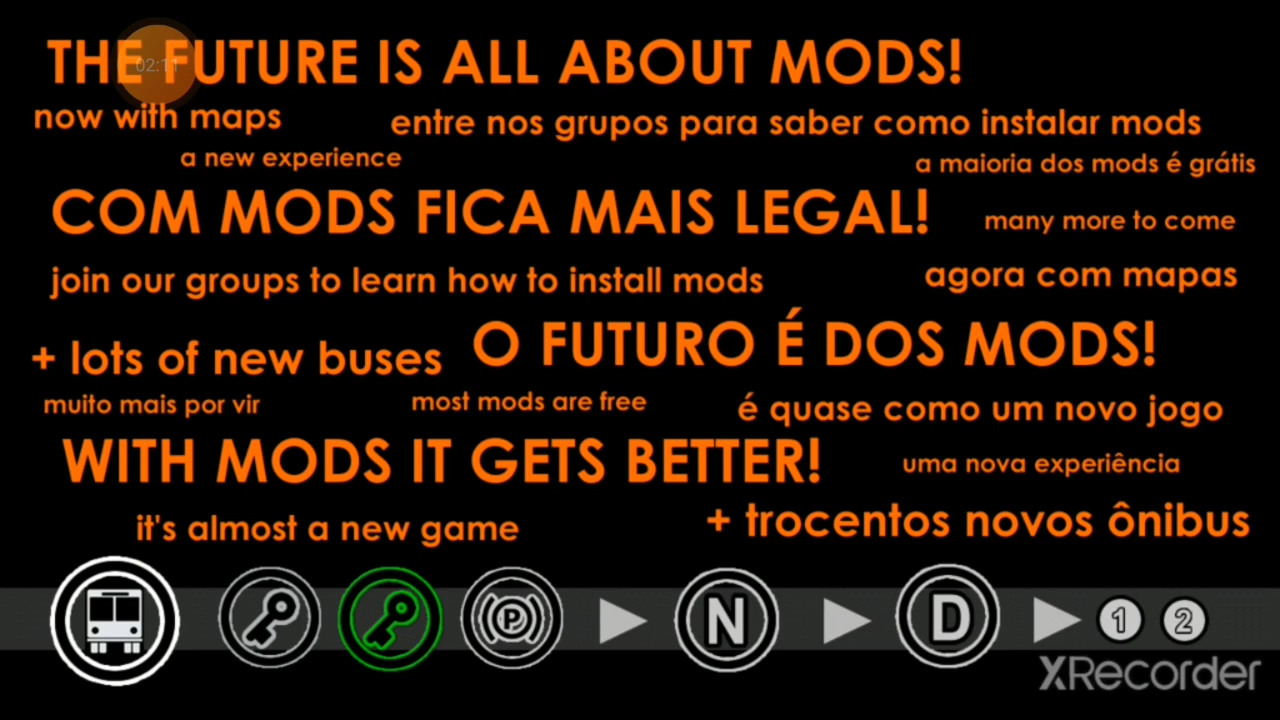 THE FUTURE IS ALL ABOUT MODS!
02:11
now with maps
entre nos grupos para saber como instalar mods
a new experience
a maioria dos mods é grátis
COM MODS FICA MAIS LEGAL!
many more to come
join our groups to learn how to install mods
agora com mapas
O FUTURO É DOS MODS!
+ lots of new buses
muito mais por vir
most mods are free
é quase como um novo jogo
WITH MODS IT GETS BETTER!
uma nova experiência
it's almost a new game
+ trocentos novos ônibus
P
N
D
1
2
XRecorder